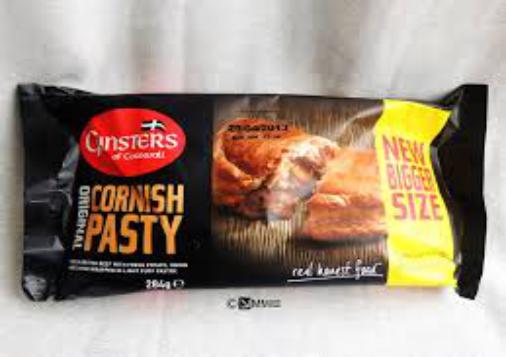 GINSTERS
of Cornwall
ORIGINAL
CORNISH
PASTY
284g e
real honest food
NEW
BIGGER
SIZE